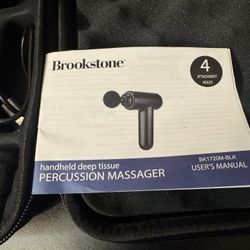 Brookstone®
4
ATTACHMENT
HEADS
handheld deep tissue
PERCUSSION MASSAGER
BK1720M-BLK
USER'S MANUAL